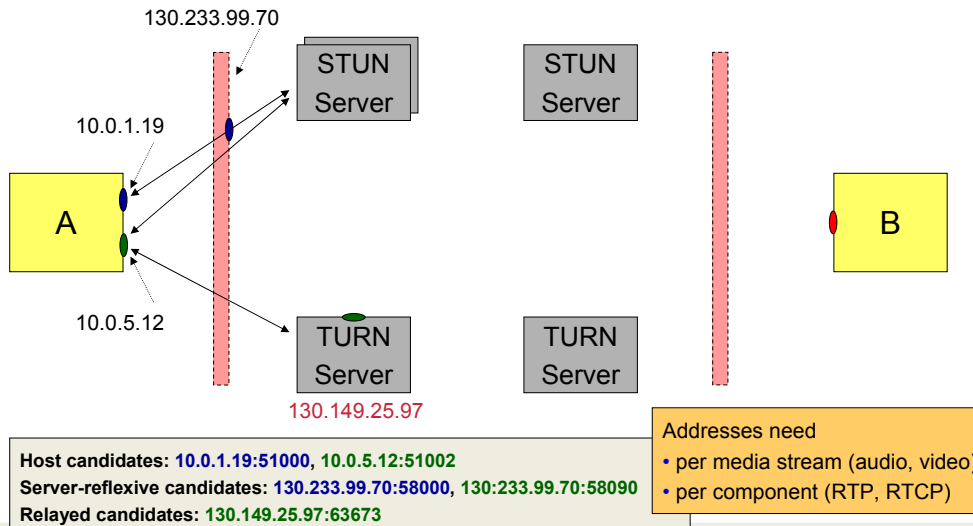 130.233.99.70
STUN
Server
STUN
Server
10.0.1.19
A
B
10.0.5.12
TURN
Server
TURN
Server
130.149.25.97
Host candidates: 10.0.1.19:51000, 10.0.5.12:51002
Server-reflexive candidates: 130.233.99.70:58000, 130:233.99.70:58090
Relayed candidates: 130.149.25.97:63673
Addresses need
• per media stream (audio, video)
• per component (RTP, RTCP)